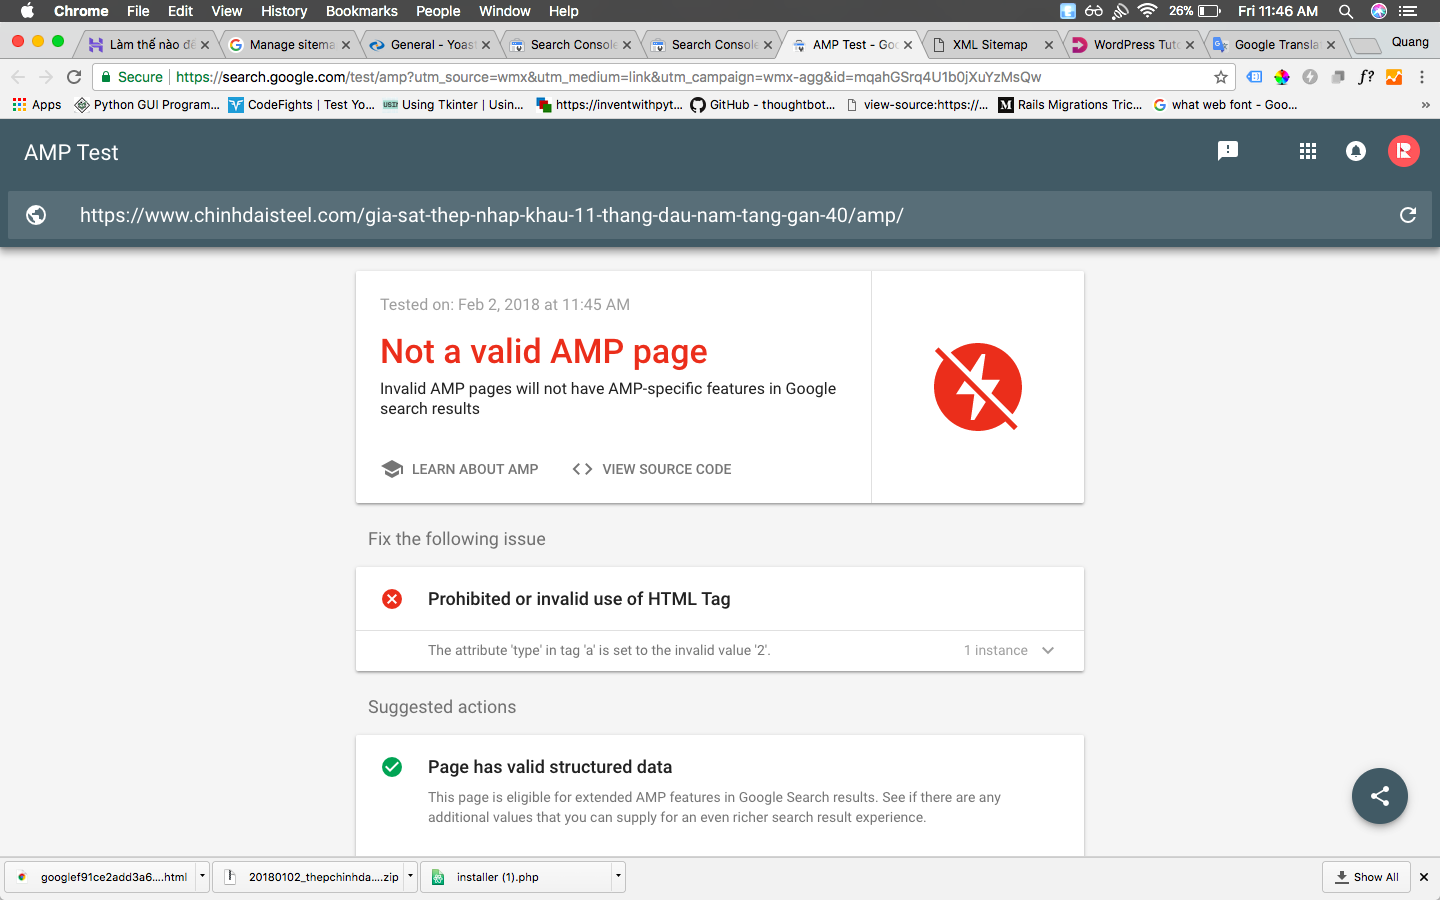 Chrome File Edit View History Bookmarks People Window Help 26% Fri 11:46 AM
Làm thế nào để Manage sitema General - Yoast Search Console Search Console AMP Test - Goo XML Sitemap WordPress Tuto Google Transla Quang
Secure https://search.google.com/test/amp?utm_source=wmx&utm_medium=link&utm_campaign=wmx-agg&id=mqahGSrq4U1b0jXuYzMsQw f?
Apps Python GUI Program... CodeFights | Test Yo... Using Tkinter | Usin... https://inventwithpyt... GitHub - thoughtbot... view-source:https://... M Rails Migrations Tric... what web font - Goo... »
AMP Test
https://www.chinhdaisteel.com/gia-sat-thep-nhap-khau-11-thang-dau-nam-tang-gan-40/amp/
Tested on: Feb 2, 2018 at 11:45 AM
Not a valid AMP page
Invalid AMP pages will not have AMP-specific features in Google
search results
LEARN ABOUT AMP VIEW SOURCE CODE
Fix the following issue
Prohibited or invalid use of HTML Tag
The attribute 'type' in tag 'a' is set to the invalid value '2'. 1 instance
Suggested actions
Page has valid structured data
This page is eligible for extended AMP features in Google Search results. See if there are any
additional values that you can supply for an even richer search result experience.
googlef91ce2add3a6....html 20180102_thepchinhda....zip installer (1).php Show All